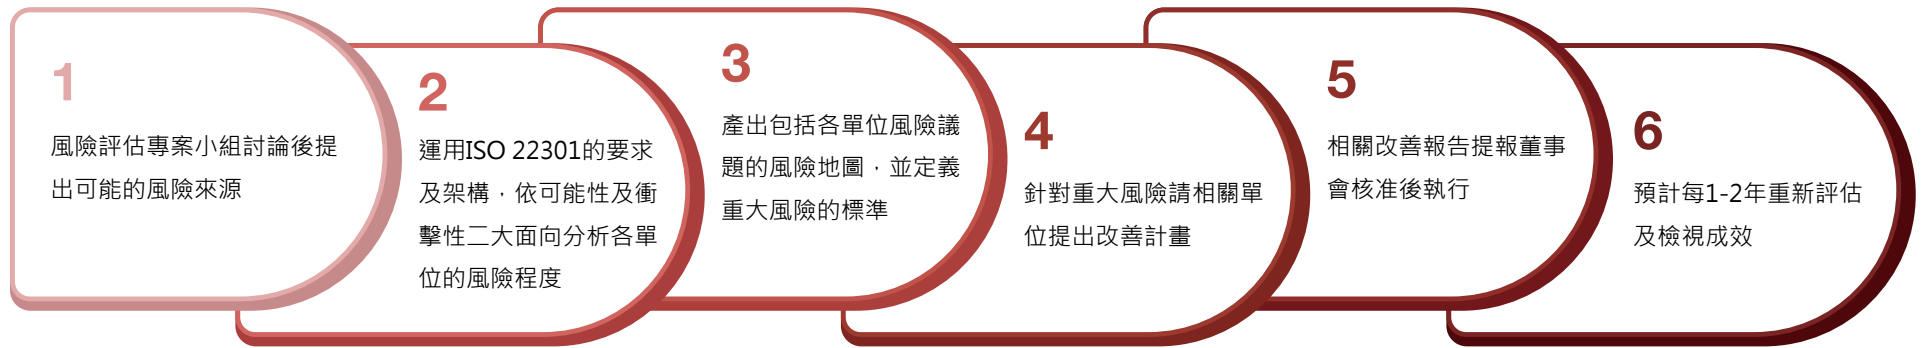 1
風險評估專案小組討論後提
出可能的風險來源
2
運用ISO 22301的要求
及架構，依可能性及衝
擊性二大面向分析各單
位的風險程度
3
產出包括各單位風險議
題的風險地圖，並定義
重大風險的標準
4
針對重大風險請相關單
位提出改善計畫
5
相關改善報告提報董事
會核准後執行
6
預計每1-2年重新評估
及檢視成效